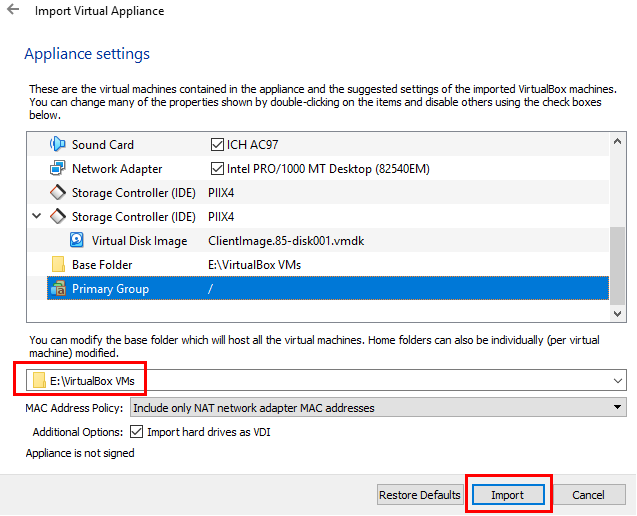 Import Virtual Appliance
Appliance settings
These are the virtual machines contained in the appliance and the suggested settings of the imported VirtualBox machines.
You can change many of the properties shown by double-clicking on the items and disable others using the check boxes
below.
Sound Card ICH AC97
Network Adapter Intel PRO/1000 MT Desktop (82540EM)
Storage Controller (IDE) PIIX4
Storage Controller (IDE) PIIX4
Virtual Disk Image ClientImage.85-disk001.vmdk
Base Folder E:\VirtualBox VMs
Primary Group /
You can modify the base folder which will host all the virtual machines. Home folders can also be individually (per virtual
machine) modified.
E:\VirtualBox VMs
MAC Address Policy: Include only NAT network adapter MAC addresses
Additional Options: Import hard drives as VDI
Appliance is not signed
Restore Defaults Import Cancel